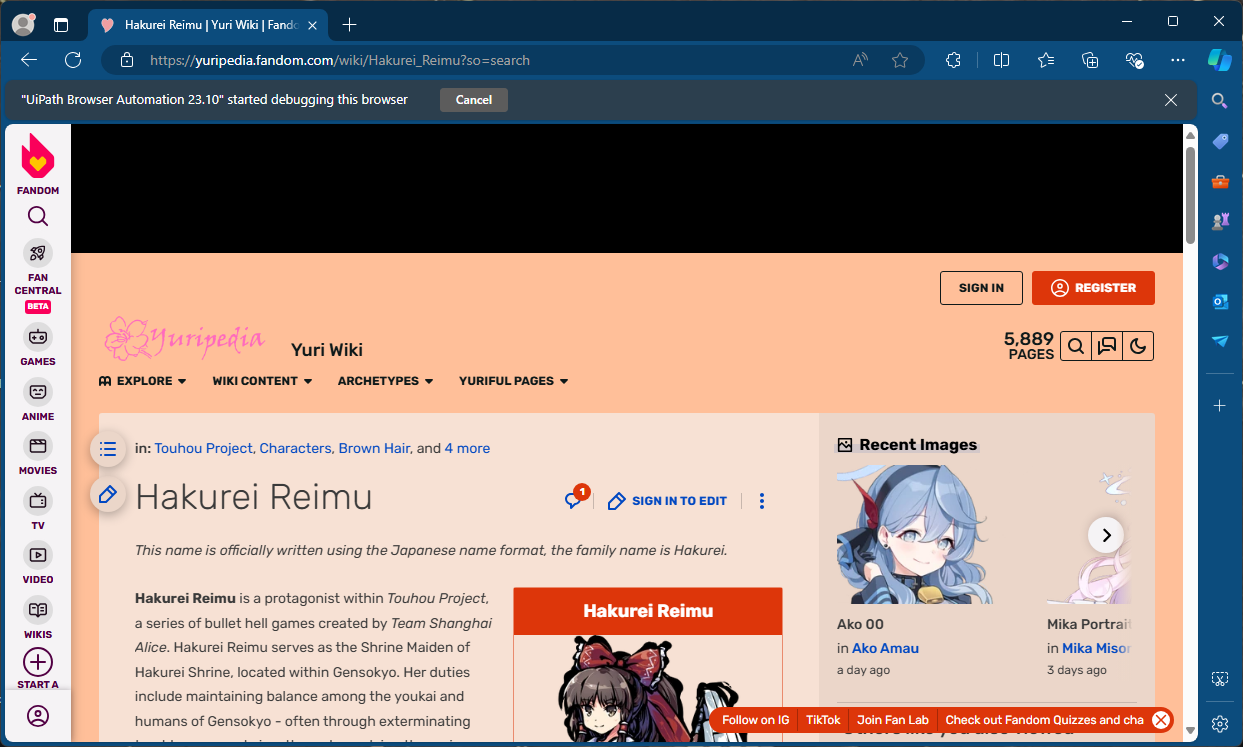 Hakurei Reimu | Yuri Wiki | Fando
https://yuripedia.fandom.com/wiki/Hakurei_Reimu?so=search
"UiPath Browser Automation 23.10" started debugging this browser
Cancel
FANDOM
FAN
CENTRAL
BETA
GAMES
ANIME
MOVIES
TV
VIDEO
WIKIS
START A
SIGN IN
REGISTER
Yuripedia
Yuri Wiki
5,889
PAGES
EXPLORE
WIKI CONTENT
ARCHETYPES
YURIFUL PAGES
in: Touhou Project, Characters, Brown Hair, and 4 more
Hakurei Reimu
1
SIGN IN TO EDIT
This name is officially written using the Japanese name format, the family name is Hakurei.
Hakurei Reimu is a protagonist within Touhou Project,
a series of bullet hell games created by Team Shanghai
Alice. Hakurei Reimu serves as the Shrine Maiden of
Hakurei Shrine, located within Gensokyo. Her duties
include maintaining balance among the youkai and
humans of Gensokyo - often through exterminating
Hakurei Reimu
Recent Images
Ako 00
in Ako Amau
a day ago
Mika Portrait
in Mika Misor
3 days ago
Follow on IG
TikTok
Join Fan Lab
Check out Fandom Quizzes and cha